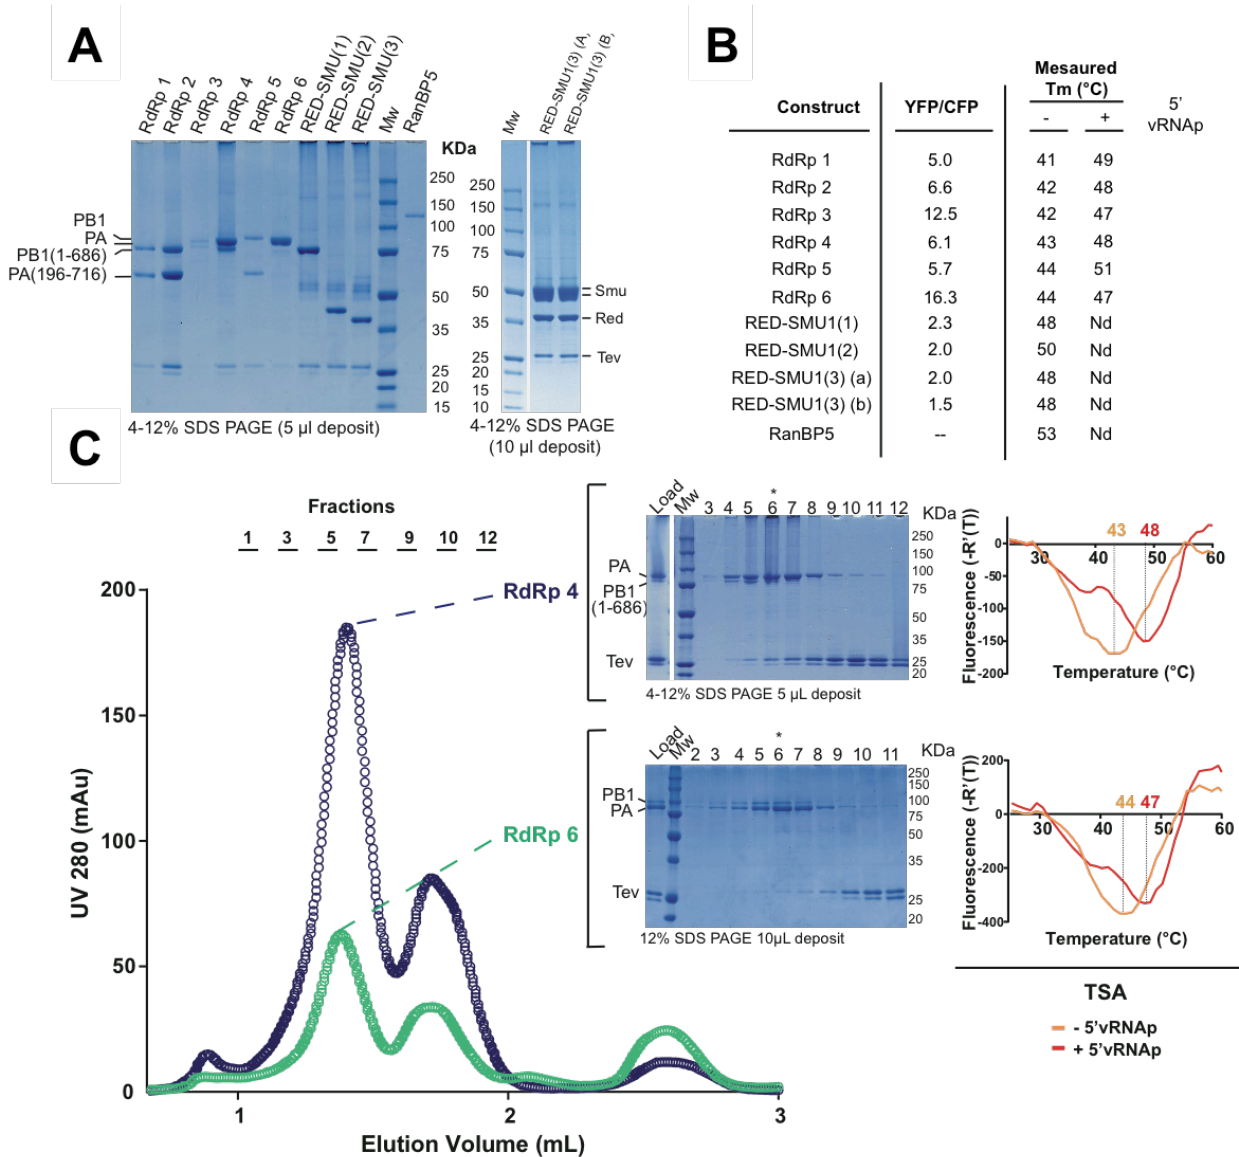 A
RdRp 1
RdRp 2
RdRp 3
RdRp 4
RdRp 5
RdRp 6
RED-SMU(1)
RED-SMU(2)
RED-SMU(3)
Mw
RanBP5
KDa
250
150
100
75
50
35
25
20
15
PB1
PA
PB1(1-686)
PA(196-716)
4-12% SDS PAGE (5 µl deposit)
Mw
RED-SMU1(3) (A,
RED-SMU1(3) (B,
250
150
100
75
50
35
25
20
15
10
Smu
Red
Tev
4-12% SDS PAGE
(10 µl deposit)
B
Construct YFP/CFP Mesaured Tm (°C) 5' vRNAp
- +
RdRp 1 5.0 41 49
RdRp 2 6.6 42 48
RdRp 3 12.5 42 47
RdRp 4 6.1 43 48
RdRp 5 5.7 44 51
RdRp 6 16.3 44 47
RED-SMU1(1) 2.3 48 Nd
RED-SMU1(2) 2.0 50 Nd
RED-SMU1(3) (a) 2.0 48 Nd
RED-SMU1(3) (b) 1.5 48 Nd
RanBP5 -- 53 Nd
C
Fractions
1 3 5 7 9 10 12
200
150
100
50
0
UV 280 (mAu)
1 2 3
Elution Volume (mL)
RdRp 4
RdRp 6
*
Load Mw 3 4 5 6 7 8 9 10 11 12 KDa
250
150
100
75
50
35
25
20
PA
PB1
(1-686)
Tev
4-12% SDS PAGE 5 µL deposit
*
Load Mw 2 3 4 5 6 7 8 9 10 11 KDa
250
150
100
75
50
35
25
20
PB1
PA
Tev
12% SDS PAGE 10µL deposit
Fluorescence (-R'(T))
0
-50
-100
-150
-200
43 48
30 40 50 60
Temperature (°C)
Fluorescence (-R'(T))
200
0
-200
-400
44 47
30 40 50 60
Temperature (°C)
TSA
- 5'vRNAp
+ 5'vRNAp